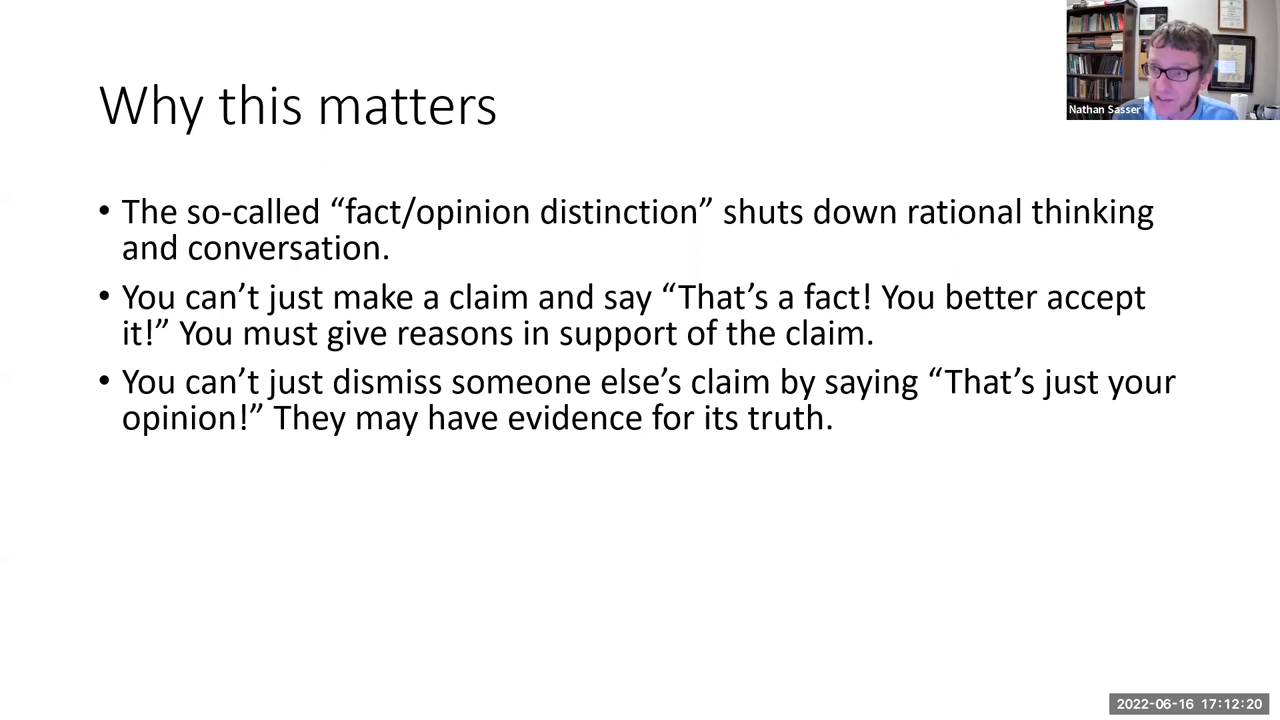 Why this matters
Nathan Sasser
• The so-called “fact/opinion distinction” shuts down rational thinking
and conversation.
• You can’t just make a claim and say “That’s a fact! You better accept
it!” You must give reasons in support of the claim.
• You can’t just dismiss someone else’s claim by saying “That’s just your
opinion!” They may have evidence for its truth.
2022-06-16 17:12:20